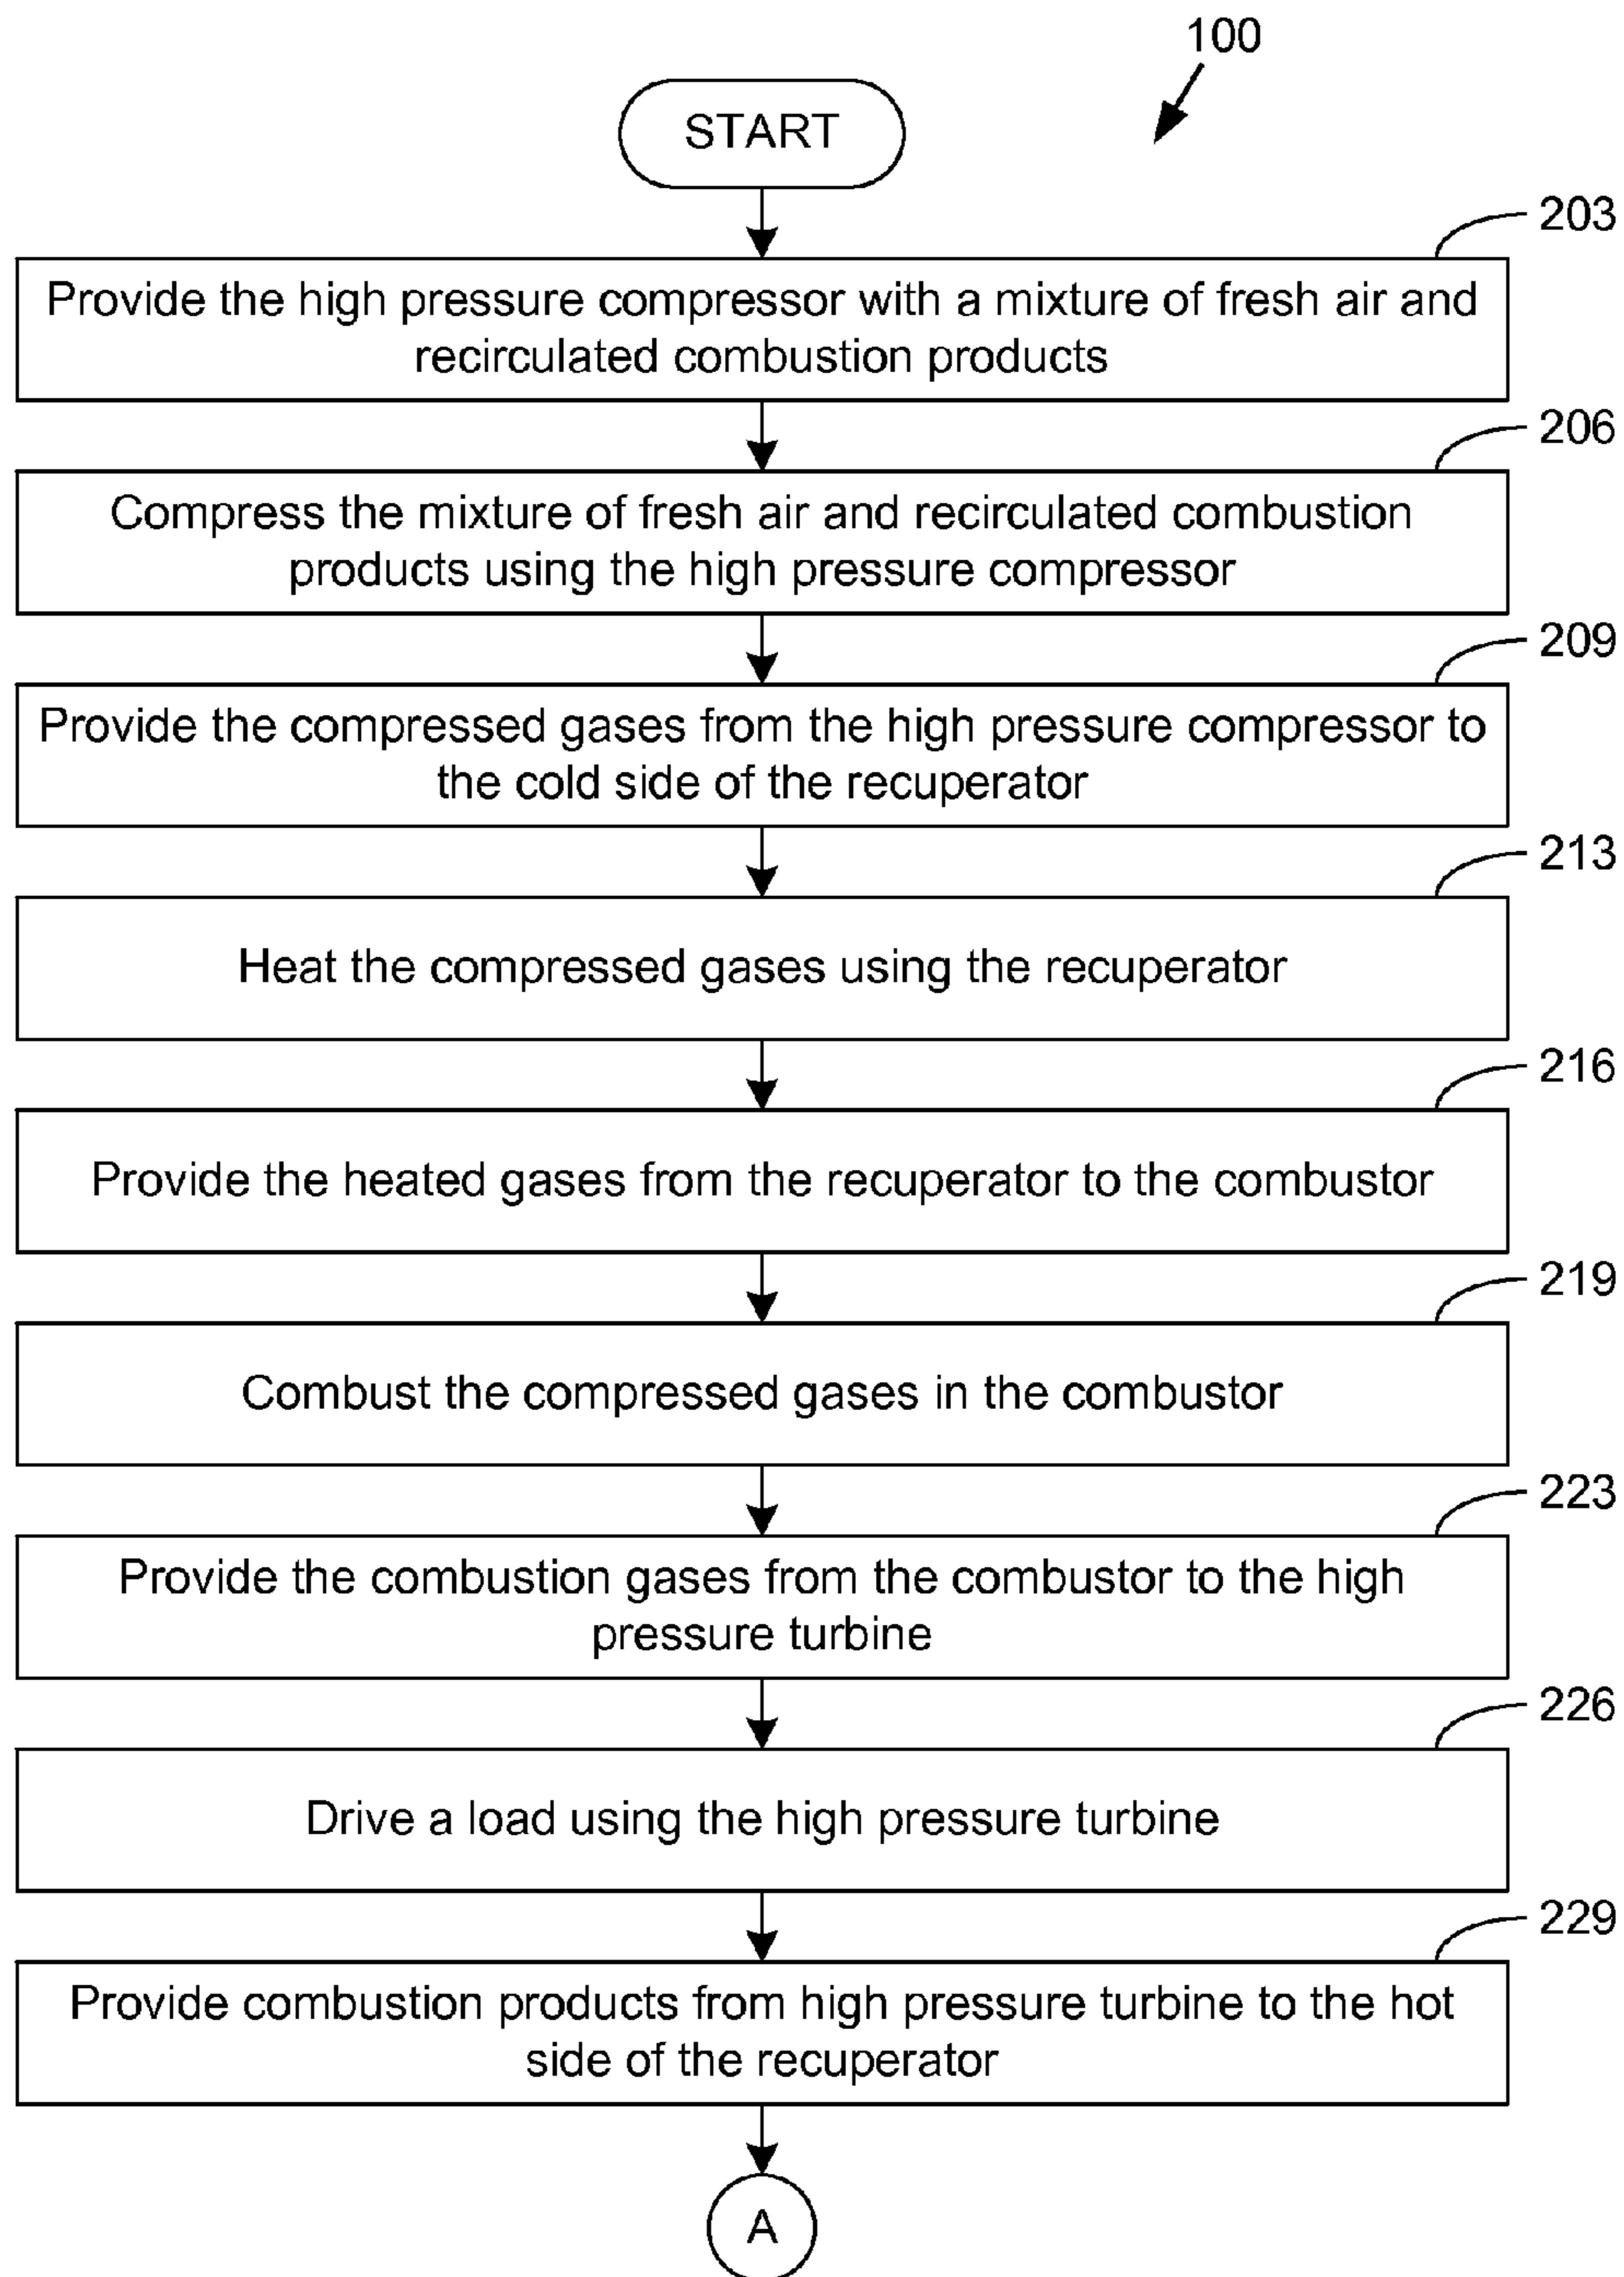 100
START
203
Provide the high pressure compressor with a mixture of fresh air and
recirculated combustion products
206
Compress the mixture of fresh air and recirculated combustion
products using the high pressure compressor
209
Provide the compressed gases from the high pressure compressor to
the cold side of the recuperator
213
Heat the compressed gases using the recuperator
216
Provide the heated gases from the recuperator to the combustor
219
Combust the compressed gases in the combustor
223
Provide the combustion gases from the combustor to the high
pressure turbine
226
Drive a load using the high pressure turbine
229
Provide combustion products from high pressure turbine to the hot
side of the recuperator
A